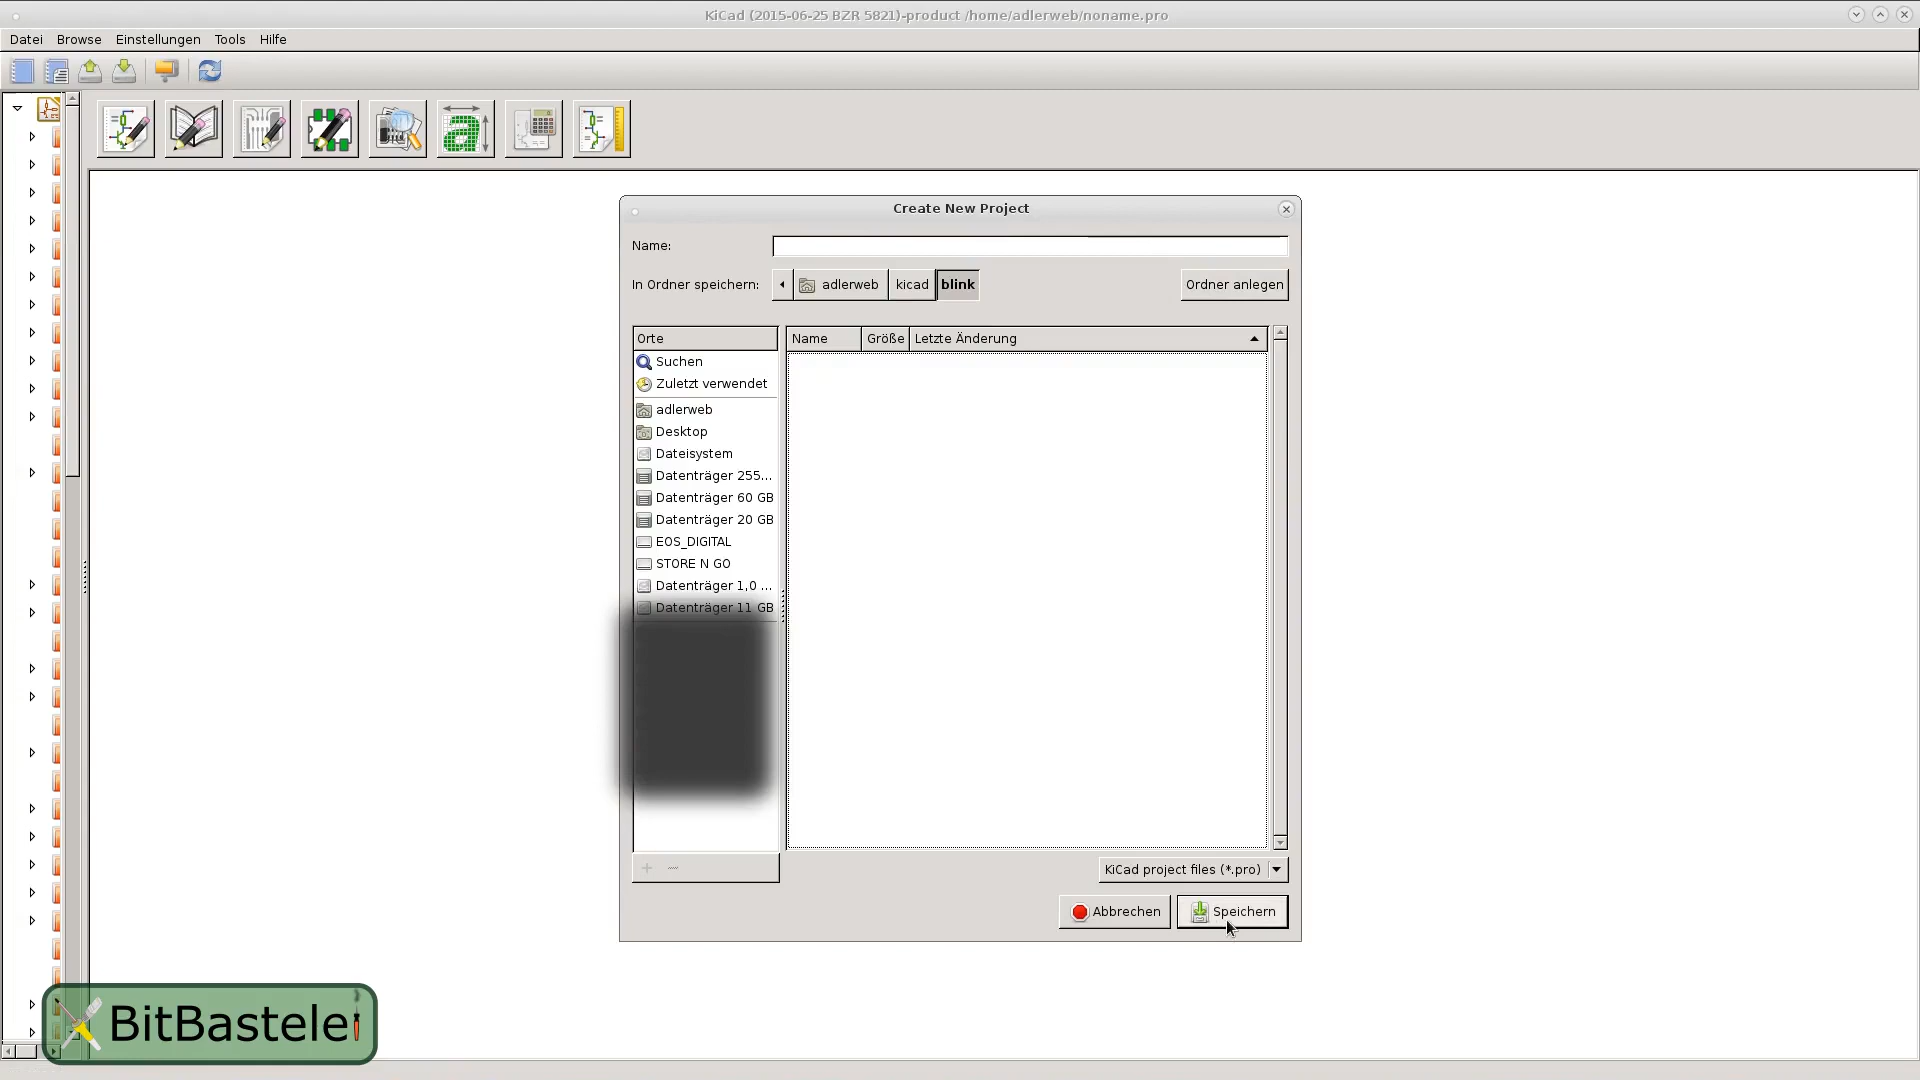 KiCad (2015-06-25 BZR 5821)-product /home/adlerweb/noname.pro
Datei Browse Einstellungen Tools Hilfe
Create New Project
Name:
In Ordner speichern: adlerweb kicad blink Ordner anlegen
Orte Name Größe Letzte Änderung
Suchen
Zuletzt verwendet
adlerweb
Desktop
Dateisystem
Datenträger 255...
Datenträger 60 GB
Datenträger 20 GB
EOS_DIGITAL
STORE N GO
Datenträger 1,0 ...
Datenträger 11 GB
KiCad project files (*.pro)
Abbrechen Speichern
BitBastelei